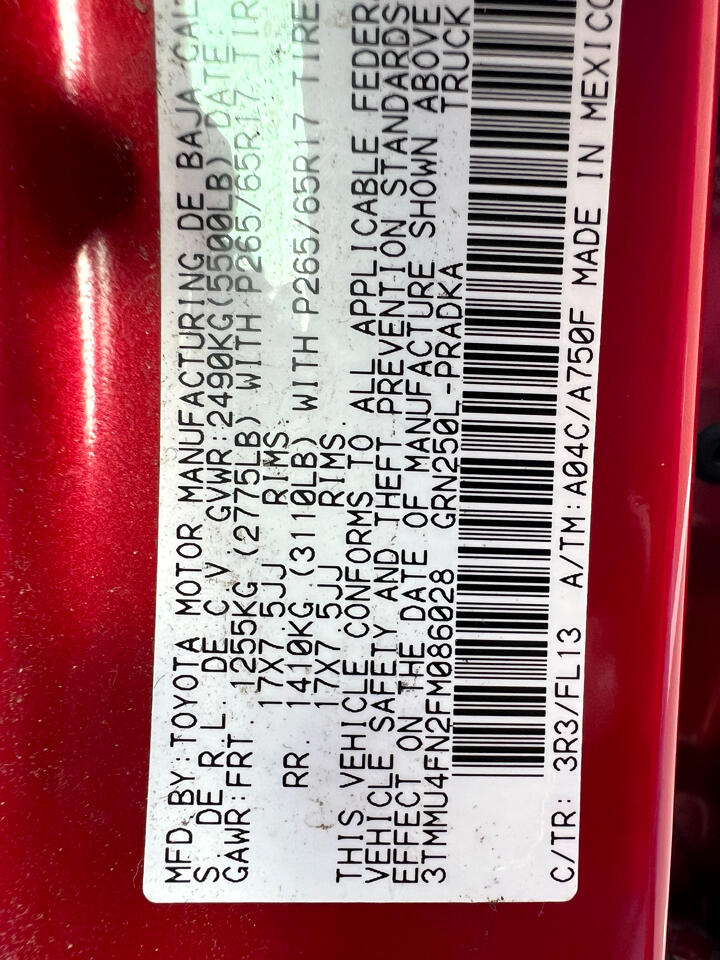 MFD.BY:TOYOTA MOTOR MANUFACTURING DE BAJA CAL
S. DE R.L. DE C.V. GVWR:2490KG(5500LB) DATE:
GAWR:FRT. 1255KG (2775LB) WITH P265/65R17 TIR
17X7.5JJ RIMS.
RR. 1410KG (3110LB) WITH P265/65R17 TIRE
17X7.5JJ RIMS.
THIS VEHICLE CONFORMS TO ALL APPLICABLE FEDERA
VEHICLE SAFETY AND THEFT PREVENTION STANDARDS
EFFECT ON THE DATE OF MANUFACTURE SHOWN ABOVE
3TMMU4FN2FM086028 GRN250L-PRADKA TRUCK
C/TR: 3R3/FL13 A/TM:A04C/A750F MADE IN MEXICO